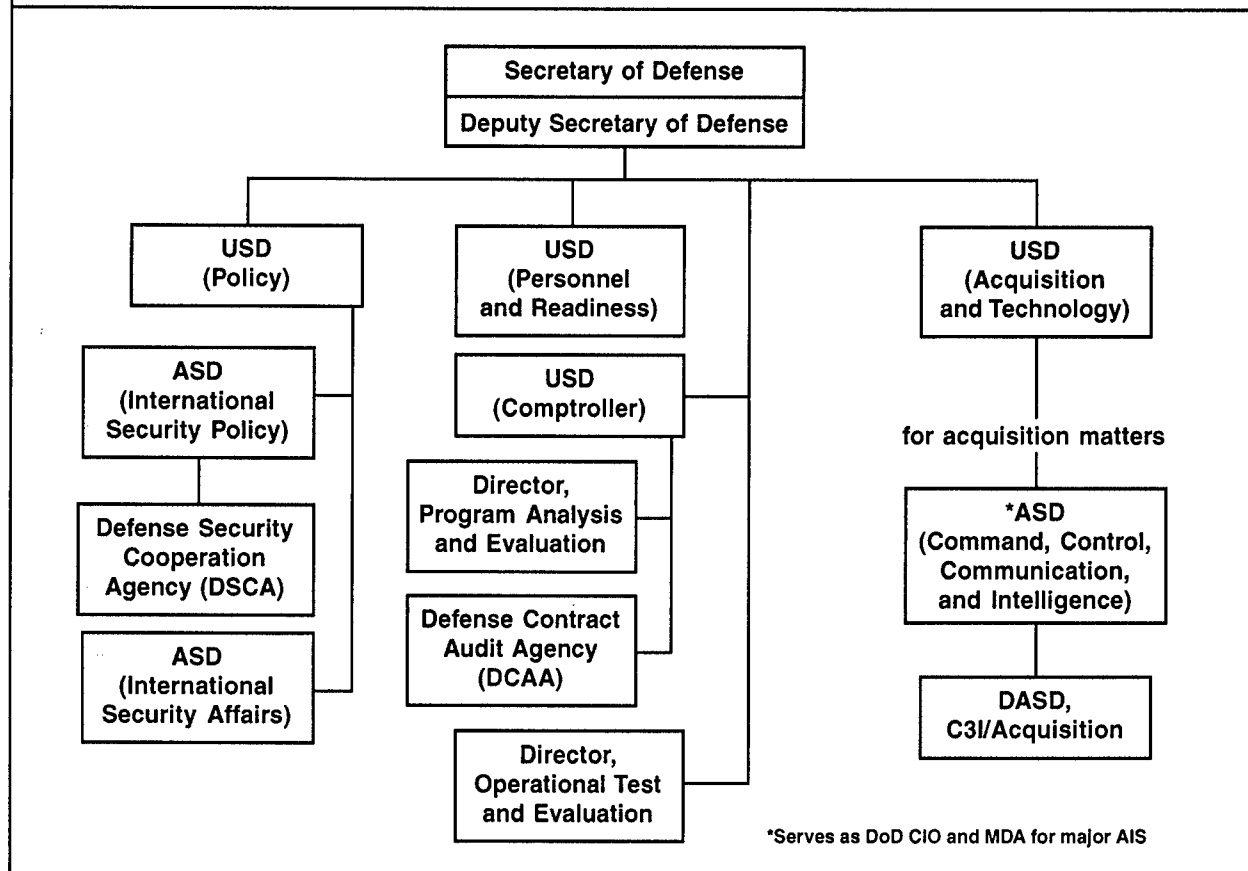 Secretary of Defense
Deputy Secretary of Defense
USD
(Policy)
ASD
(International
Security Policy)
Defense Security
Cooperation
Agency (DSCA)
ASD
(International
Security Affairs)
USD
(Personnel
and Readiness)
USD
(Comptroller)
Director,
Program Analysis
and Evaluation
Defense Contract
Audit Agency
(DCAA)
Director,
Operational Test
and Evaluation
USD
(Acquisition
and Technology)
for acquisition matters
*ASD
(Command, Control,
Communication,
and Intelligence)
DASD,
C3I/Acquisition
*Serves as DoD CIO and MDA for major AIS